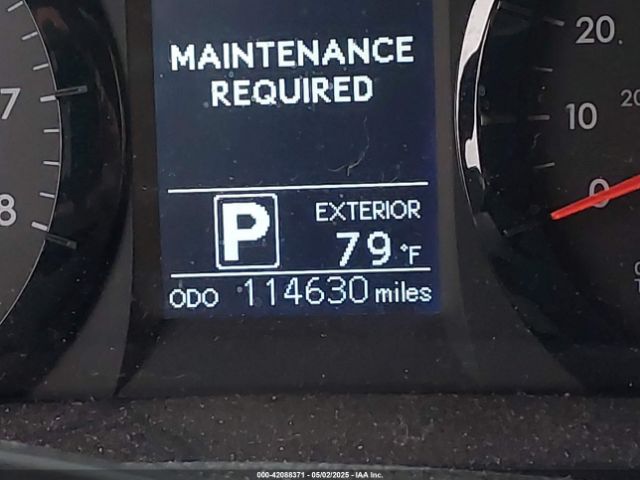 MAINTENANCE
REQUIRED
P
EXTERIOR
79 °F
ODO 114630 miles
7
8
20
10
0
20
000-42088371 - 05/02/2025 - IAA Inc.